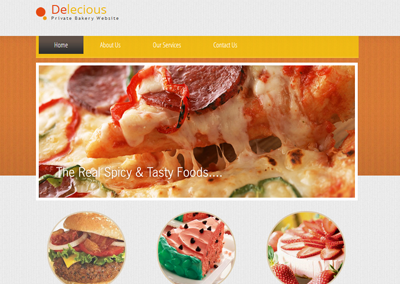 Delecious
Private Bakery Website
Home About Us Our Services Contact Us
The Real Spicy & Tasty Foods....